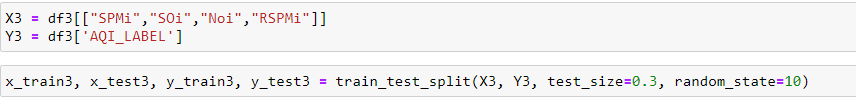 X3 = df3[["SPMi","SOi","Noi","RSPMi"]]
Y3 = df3['AQI_LABEL']
x_train3, x_test3, y_train3, y_test3 = train_test_split(X3, Y3, test_size=0.3, random_state=10)